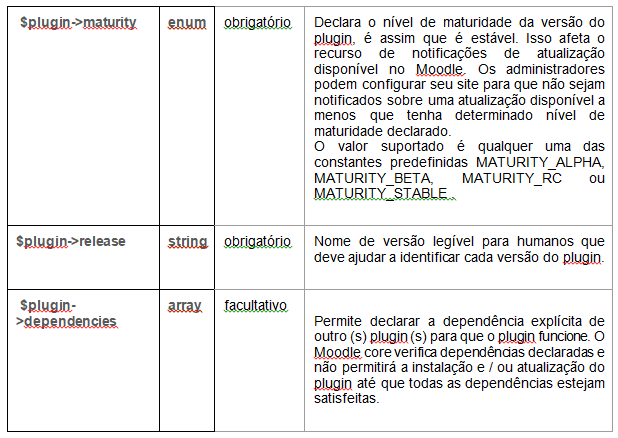 $plugin->maturity enum obrigatório Declara o nível de maturidade da versão do
plugin, é assim que é estável. Isso afeta o
recurso de notificações de atualização
disponível no Moodle. Os administradores
podem configurar seu site para que não sejam
notificados sobre uma atualização disponível a
menos que tenha determinado nível de
maturidade declarado.
O valor suportado é qualquer uma das
constantes predefinidas MATURITY_ALPHA,
MATURITY_BETA, MATURITY_RC ou
MATURITY_STABLE .
$plugin->release string obrigatório Nome de versão legível para humanos que
deve ajudar a identificar cada versão do plugin.
$plugin-
>dependencies array facultativo
Permite declarar a dependência explícita de
outro (s) plugin (s) para que o plugin funcione. O
Moodle core verifica dependências declaradas e
não permitirá a instalação e / ou atualização do
plugin até que todas as dependências estejam
satisfeitas.